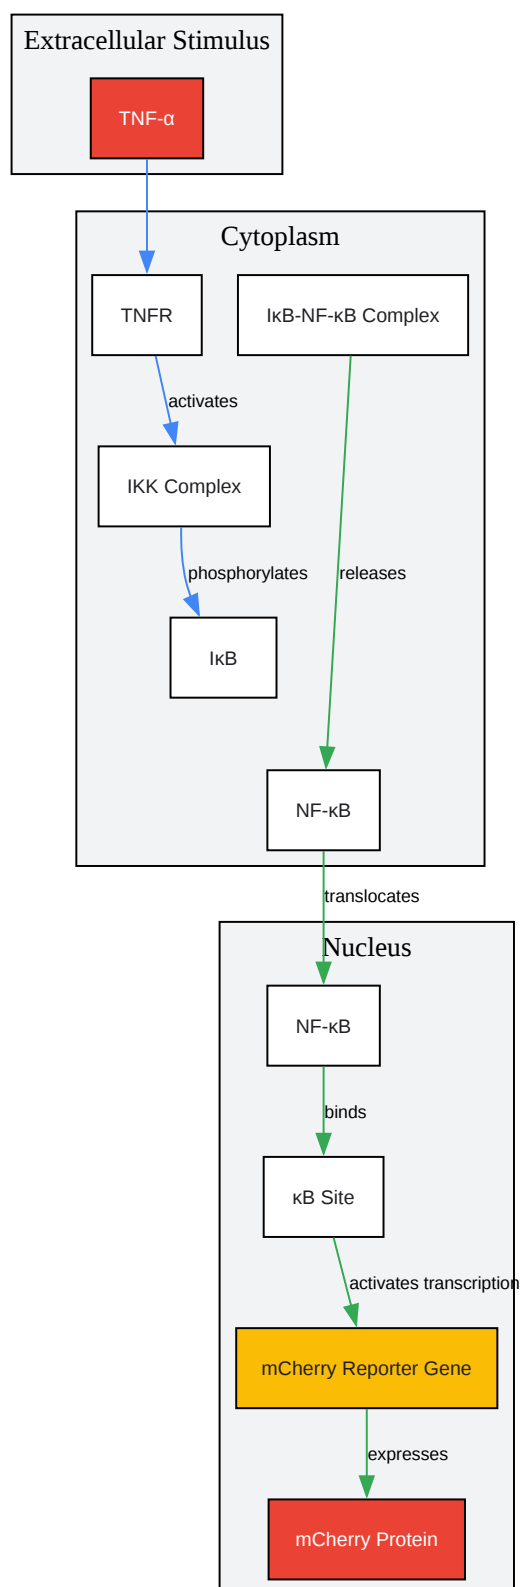 Extracellular Stimulus
TNF-α
Cytoplasm
TNFR
IκB-NF-κB Complex
activates
IKK Complex
phosphorylates
releases
IκB
NF-κB
translocates
Nucleus
NF-κB
binds
κB Site
activates transcription
mCherry Reporter Gene
expresses
mCherry Protein